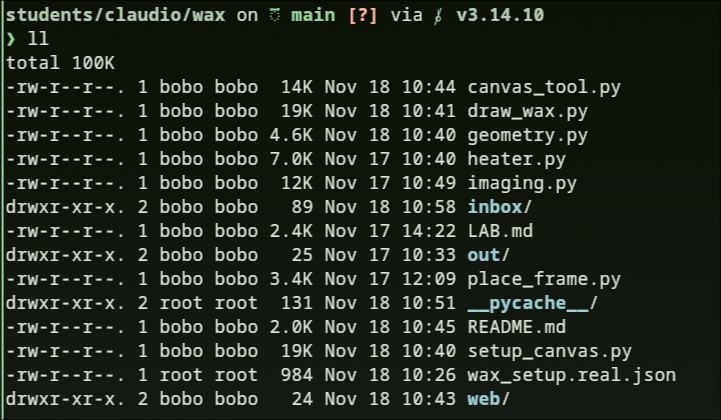 students/claudio/wax on main [?] via v3.14.10
❯ ll
total 100K
-rw-r--r--. 1 bobo bobo  14K Nov 18 10:44 canvas_tool.py
-rw-r--r--. 1 bobo bobo  19K Nov 18 10:41 draw_wax.py
-rw-r--r--. 1 bobo bobo 4.6K Nov 18 10:40 geometry.py
-rw-r--r--. 1 bobo bobo 7.0K Nov 17 10:40 heater.py
-rw-r--r--. 1 bobo bobo  12K Nov 17 10:49 imaging.py
drwxr-xr-x. 2 bobo bobo   89 Nov 18 10:58 inbox/
-rw-r--r--. 1 bobo bobo 2.4K Nov 17 14:22 LAB.md
drwxr-xr-x. 2 bobo bobo   25 Nov 17 10:33 out/
-rw-r--r--. 1 bobo bobo 3.4K Nov 17 12:09 place_frame.py
drwxr-xr-x. 2 root root  131 Nov 18 10:51 __pycache__/
-rw-r--r--. 1 bobo bobo 2.0K Nov 18 10:45 README.md
-rw-r--r--. 1 bobo bobo  19K Nov 18 10:40 setup_canvas.py
-rw-r--r--. 1 root root  984 Nov 18 10:26 wax_setup.real.json
drwxr-xr-x. 2 bobo bobo   24 Nov 18 10:43 web/